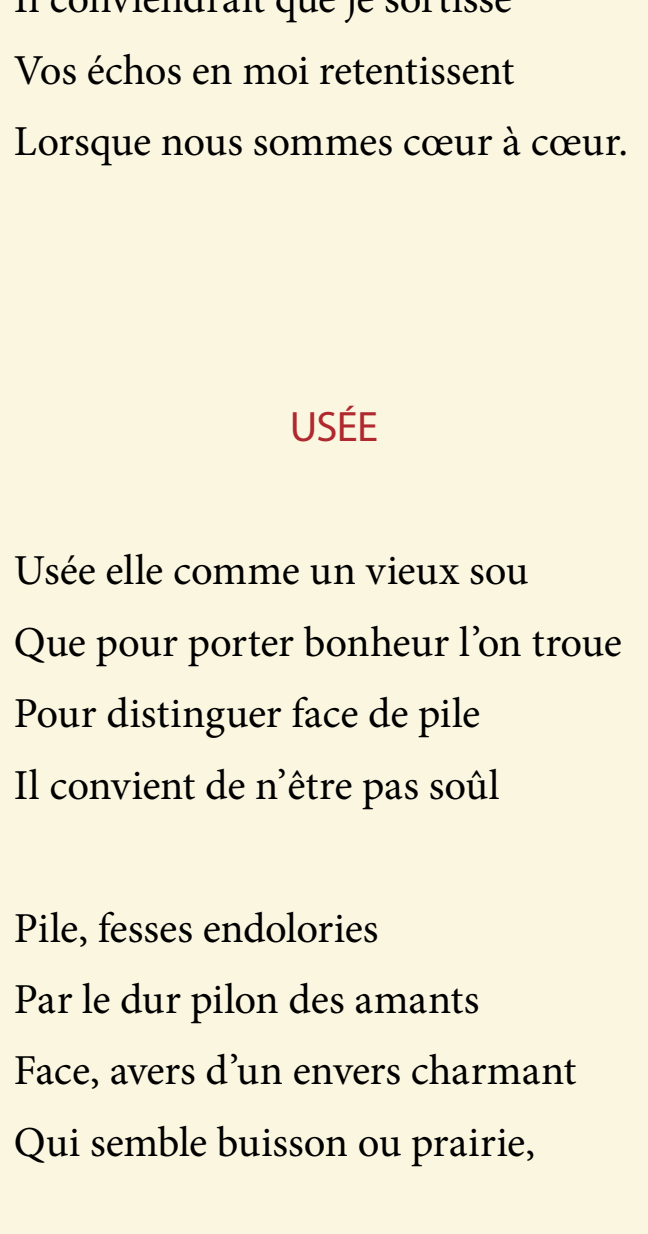 Il conviendrait que je sortisse
Vos échos en moi retentissent
Lorsque nous sommes cœur à cœur.
USÉE
Usée elle comme un vieux sou
Que pour porter bonheur l’on troue
Pour distinguer face de pile
Il convient de n’être pas soûl
Pile, fesses endolories
Par le dur pilon des amants
Face, avers d’un envers charmant
Qui semble buisson ou prairie,